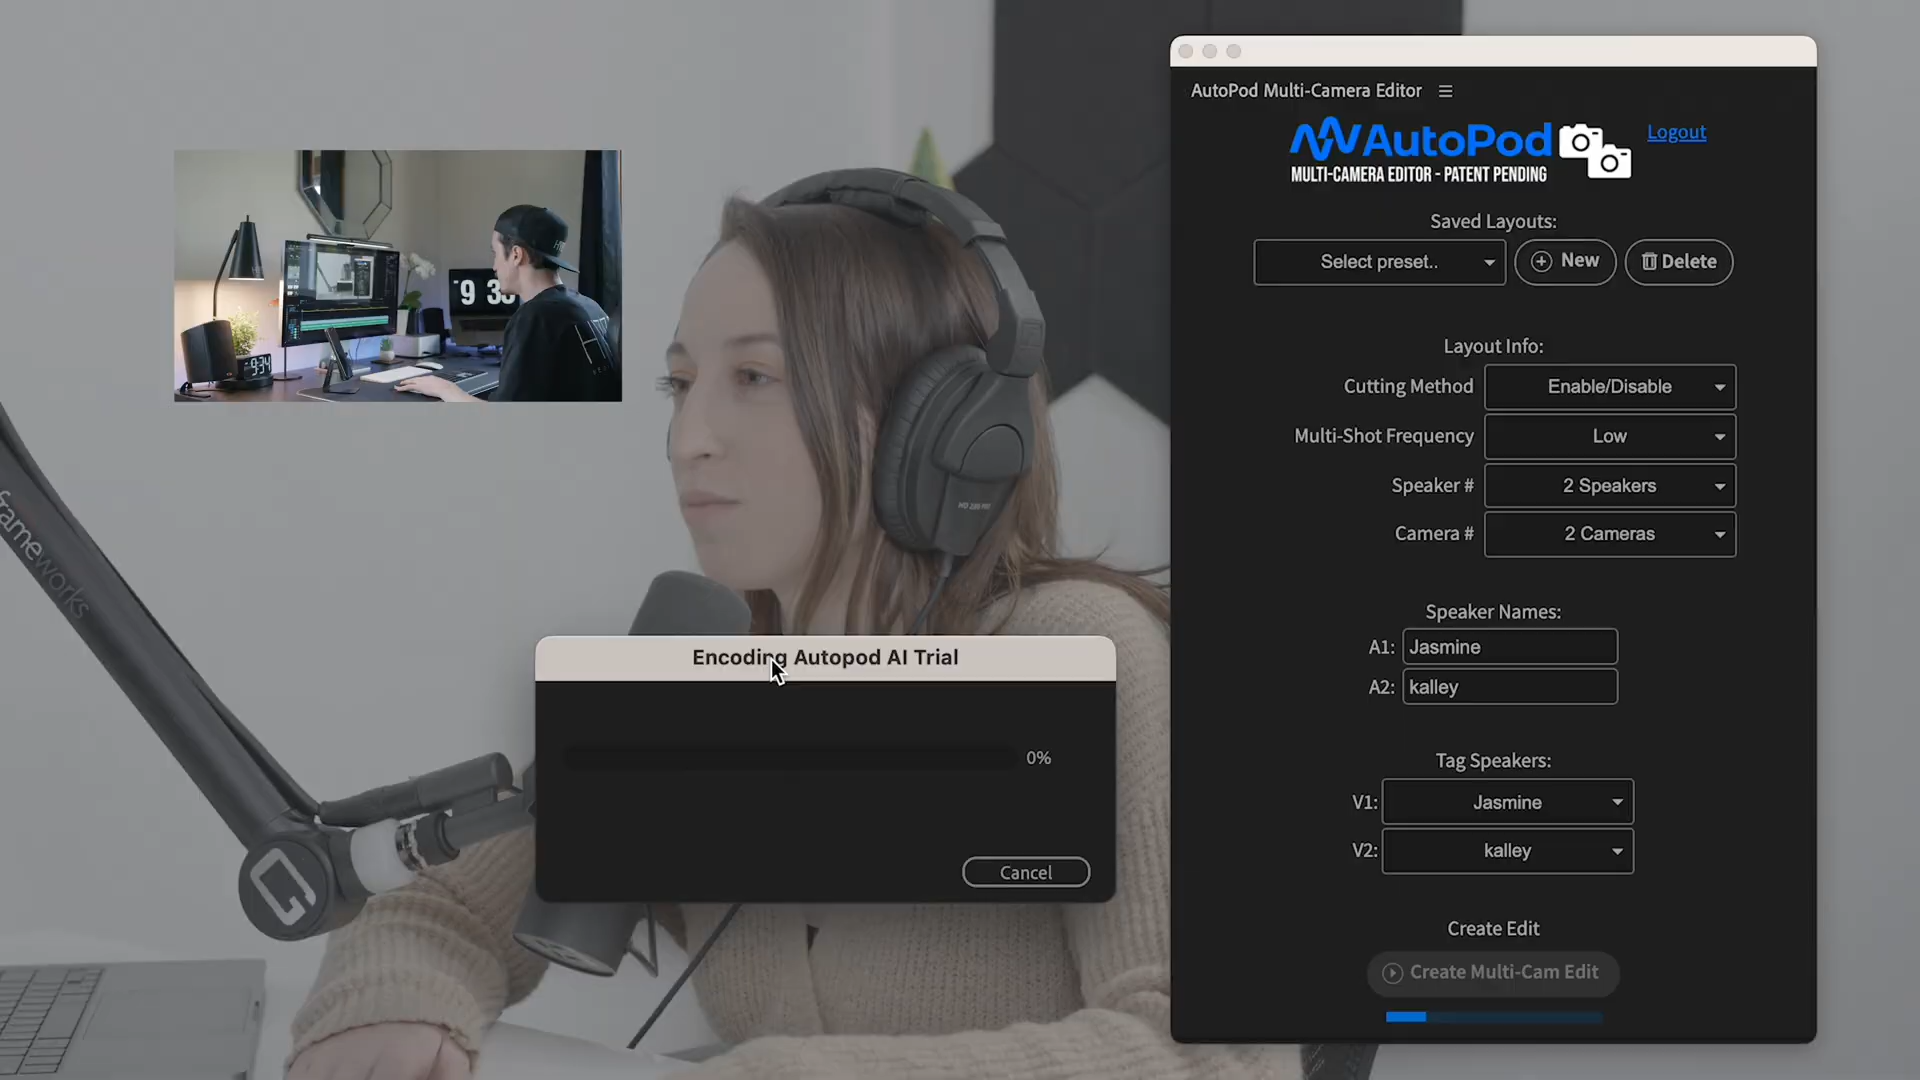 AutoPod Multi-Camera Editor
AutoPod
MULTI-CAMERA EDITOR - PATENT PENDING
Logout
Saved Layouts:
Select preset..
New
Delete
Layout Info:
Cutting Method
Enable/Disable
Multi-Shot Frequency
Low
Speaker #
2 Speakers
Camera #
2 Cameras
Speaker Names:
A1:
Jasmine
A2:
kalley
Tag Speakers:
V1:
Jasmine
V2:
kalley
Create Edit
Create Multi-Cam Edit
Encoding Autopod AI Trial
0%
Cancel
frameworks
9:34